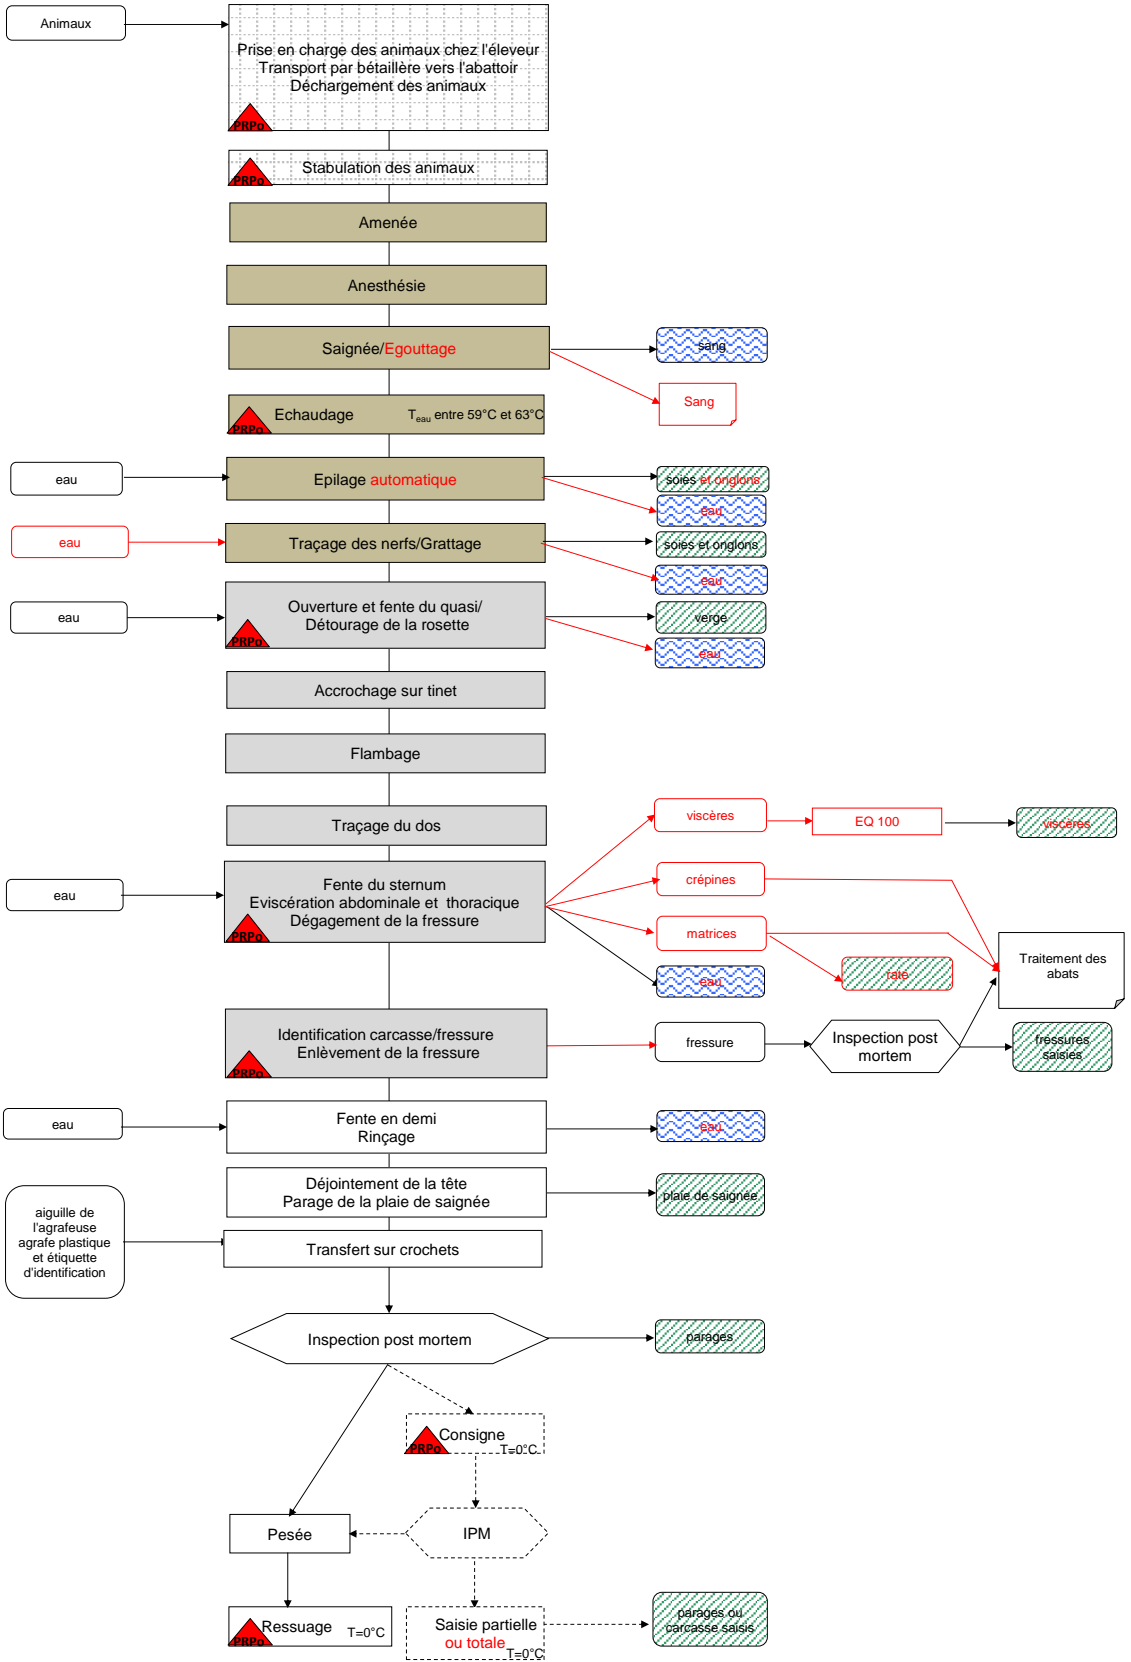 Animaux
Prise en charge des animaux chez l'éleveur
Transport par bétaillère vers l'abattoir
Déchargement des animaux
PRPo
Stabulation des animaux
PRPo
Amenée
Anesthésie
Saignée/Egouttage
sang
Sang
Echaudage
T eau entre 59°C et 63°C
PRPo
eau
Epilage automatique
soies et onglons
eau
eau
Traçage des nerfs/Grattage
soies et onglons
eau
eau
Ouverture et fente du quasi/
Détourage de la rosette
PRPo
verge
eau
Accrochage sur tinet
Flambage
Traçage du dos
viscères
EQ 100
viscères
eau
Fente du sternum
Eviscération abdominale et thoracique
Dégagement de la fressure
PRPo
crépines
matrices
rate
eau
Traitement des
abats
Identification carcasse/fressure
Enlèvement de la fressure
PRPo
fressure
Inspection post
mortem
fressures
saisies
eau
Fente en demi
Rinçage
eau
Déjointement de la tête
Parage de la plaie de saignée
plaie de saignée
aiguille de
l'agrafeuse
agrafe plastique
et étiquette
d'identification
Transfert sur crochets
Inspection post mortem
parages
Consigne
T=0°C
PRPo
Pesée
IPM
Ressuage
T=0°C
PRPo
Saisie partielle
ou totale
T=0°C
parages ou
carcasse saisis